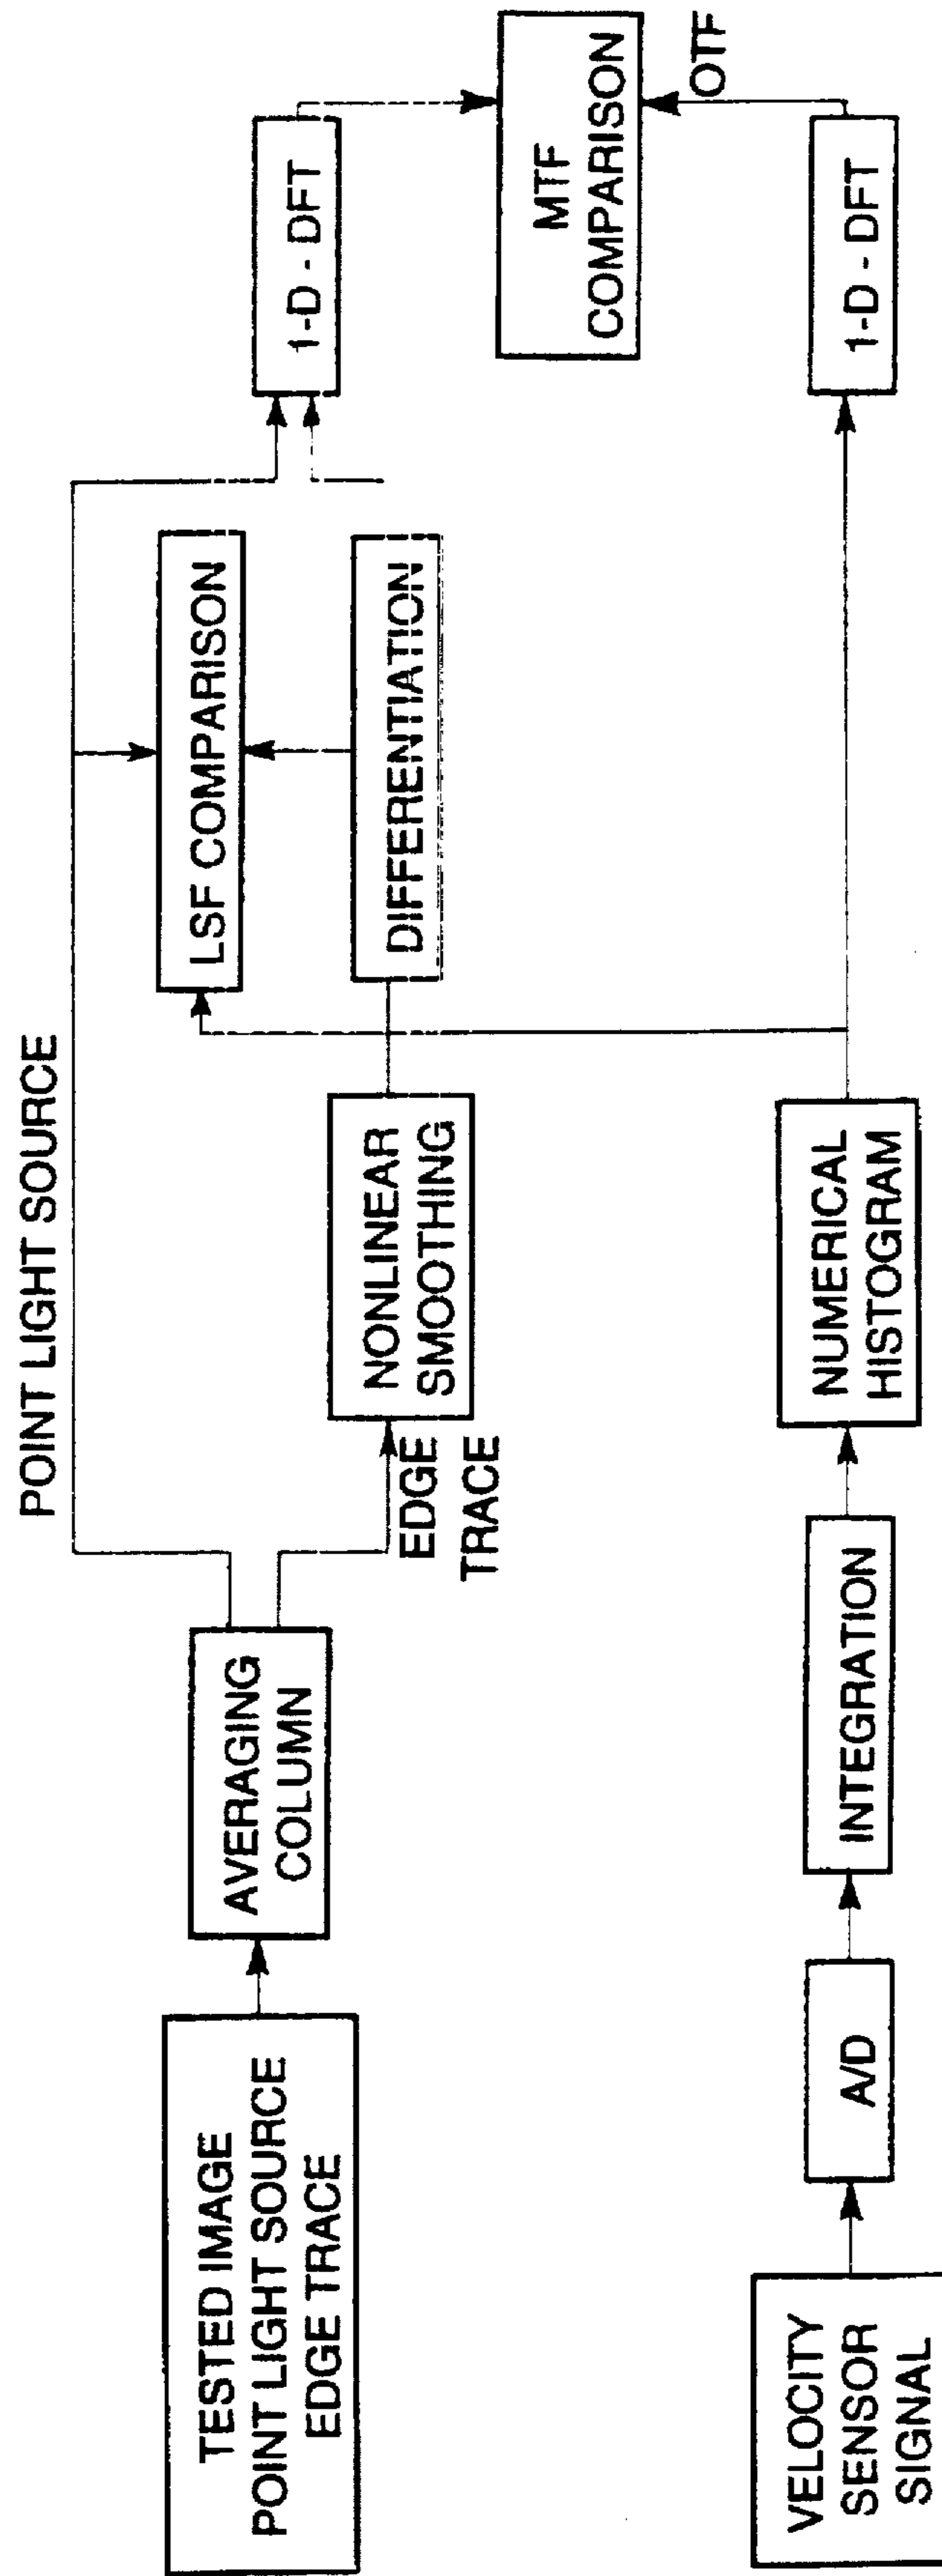 POINT LIGHT SOURCE
TESTED IMAGE
POINT LIGHT SOURCE
EDGE TRACE
AVERAGING
COLUMN
EDGE
TRACE
NONLINEAR
SMOOTHING
LSF COMPARISON
DIFFERENTIATION
1-D - DFT
MTF
COMPARISON
OTF
VELOCITY
SENSOR
SIGNAL
A/D
INTEGRATION
NUMERICAL
HISTOGRAM
1-D - DFT